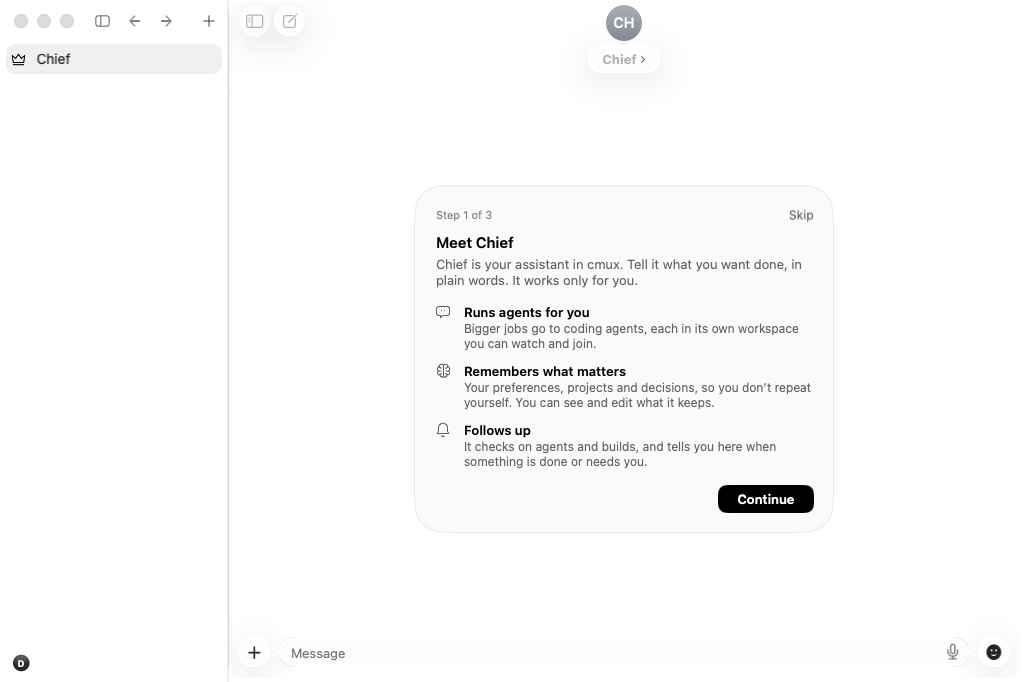 Chief
CH
Chief
Step 1 of 3
Skip
Meet Chief
Chief is your assistant in cmux. Tell it what you want done, in
plain words. It works only for you.
Runs agents for you
Bigger jobs go to coding agents, each in its own workspace
you can watch and join.
Remembers what matters
Your preferences, projects and decisions, so you don’t repeat
yourself. You can see and edit what it keeps.
Follows up
It checks on agents and builds, and tells you here when
something is done or needs you.
Continue
Message
D